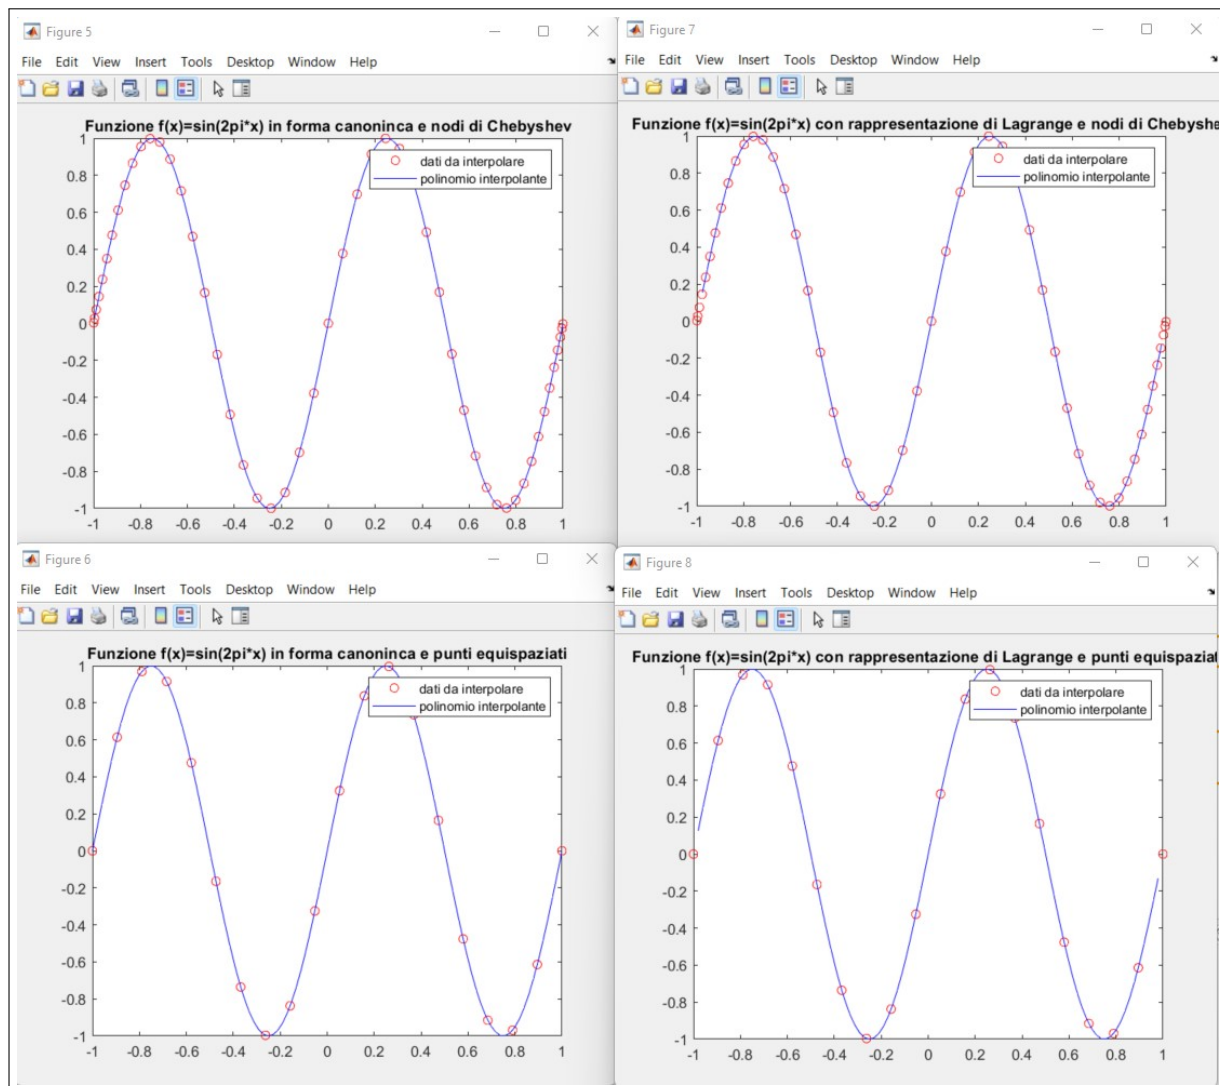 Figure 5
File Edit View Insert Tools Desktop Window Help
Funzione f(x)=sin(2pi*x) in forma canoninca e nodi di Chebyshev
dati da interpolare
polinomio interpolante
1
0.8
0.6
0.4
0.2
0
-0.2
-0.4
-0.6
-0.8
-1
-1 -0.8 -0.6 -0.4 -0.2 0 0.2 0.4 0.6 0.8 1
Figure 7
File Edit View Insert Tools Desktop Window Help
Funzione f(x)=sin(2pi*x) con rappresentazione di Lagrange e nodi di Chebyshe
dati da interpolare
polinomio interpolante
1
0.8
0.6
0.4
0.2
0
-0.2
-0.4
-0.6
-0.8
-1
-1 -0.8 -0.6 -0.4 -0.2 0 0.2 0.4 0.6 0.8 1
Figure 6
File Edit View Insert Tools Desktop Window Help
Funzione f(x)=sin(2pi*x) in forma canoninca e punti equispaziati
dati da interpolare
polinomio interpolante
1
0.8
0.6
0.4
0.2
0
-0.2
-0.4
-0.6
-0.8
-1
-1 -0.8 -0.6 -0.4 -0.2 0 0.2 0.4 0.6 0.8 1
Figure 8
File Edit View Insert Tools Desktop Window Help
Funzione f(x)=sin(2pi*x) con rappresentazione di Lagrange e punti equispaziat
dati da interpolare
polinomio interpolante
1
0.8
0.6
0.4
0.2
0
-0.2
-0.4
-0.6
-0.8
-1
-1 -0.8 -0.6 -0.4 -0.2 0 0.2 0.4 0.6 0.8 1